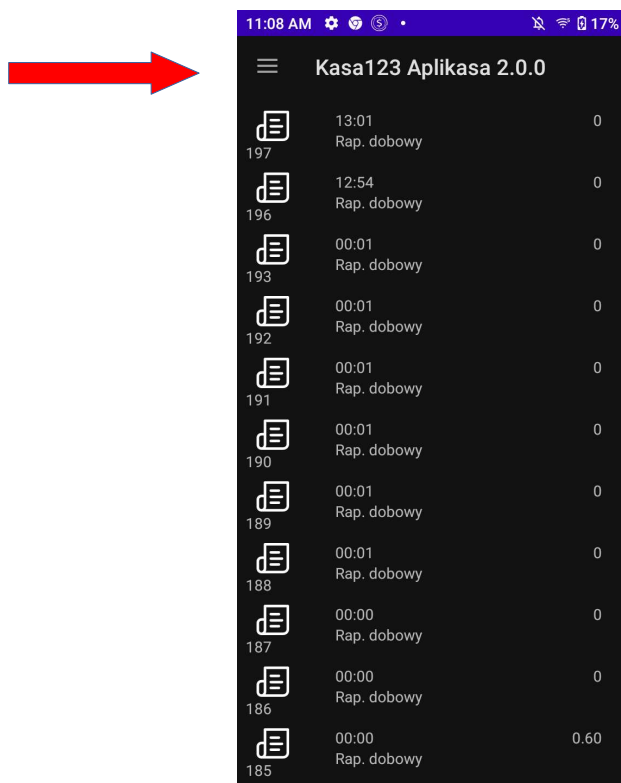 11:08 AM 17%
Kasa123 Aplikasa 2.0.0
13:01 0
Rap. dobowy
197
12:54 0
Rap. dobowy
196
00:01 0
Rap. dobowy
193
00:01 0
Rap. dobowy
192
00:01 0
Rap. dobowy
191
00:01 0
Rap. dobowy
190
00:01 0
Rap. dobowy
189
00:01 0
Rap. dobowy
188
00:00 0
Rap. dobowy
187
00:00 0
Rap. dobowy
186
00:00 0.60
Rap. dobowy
185